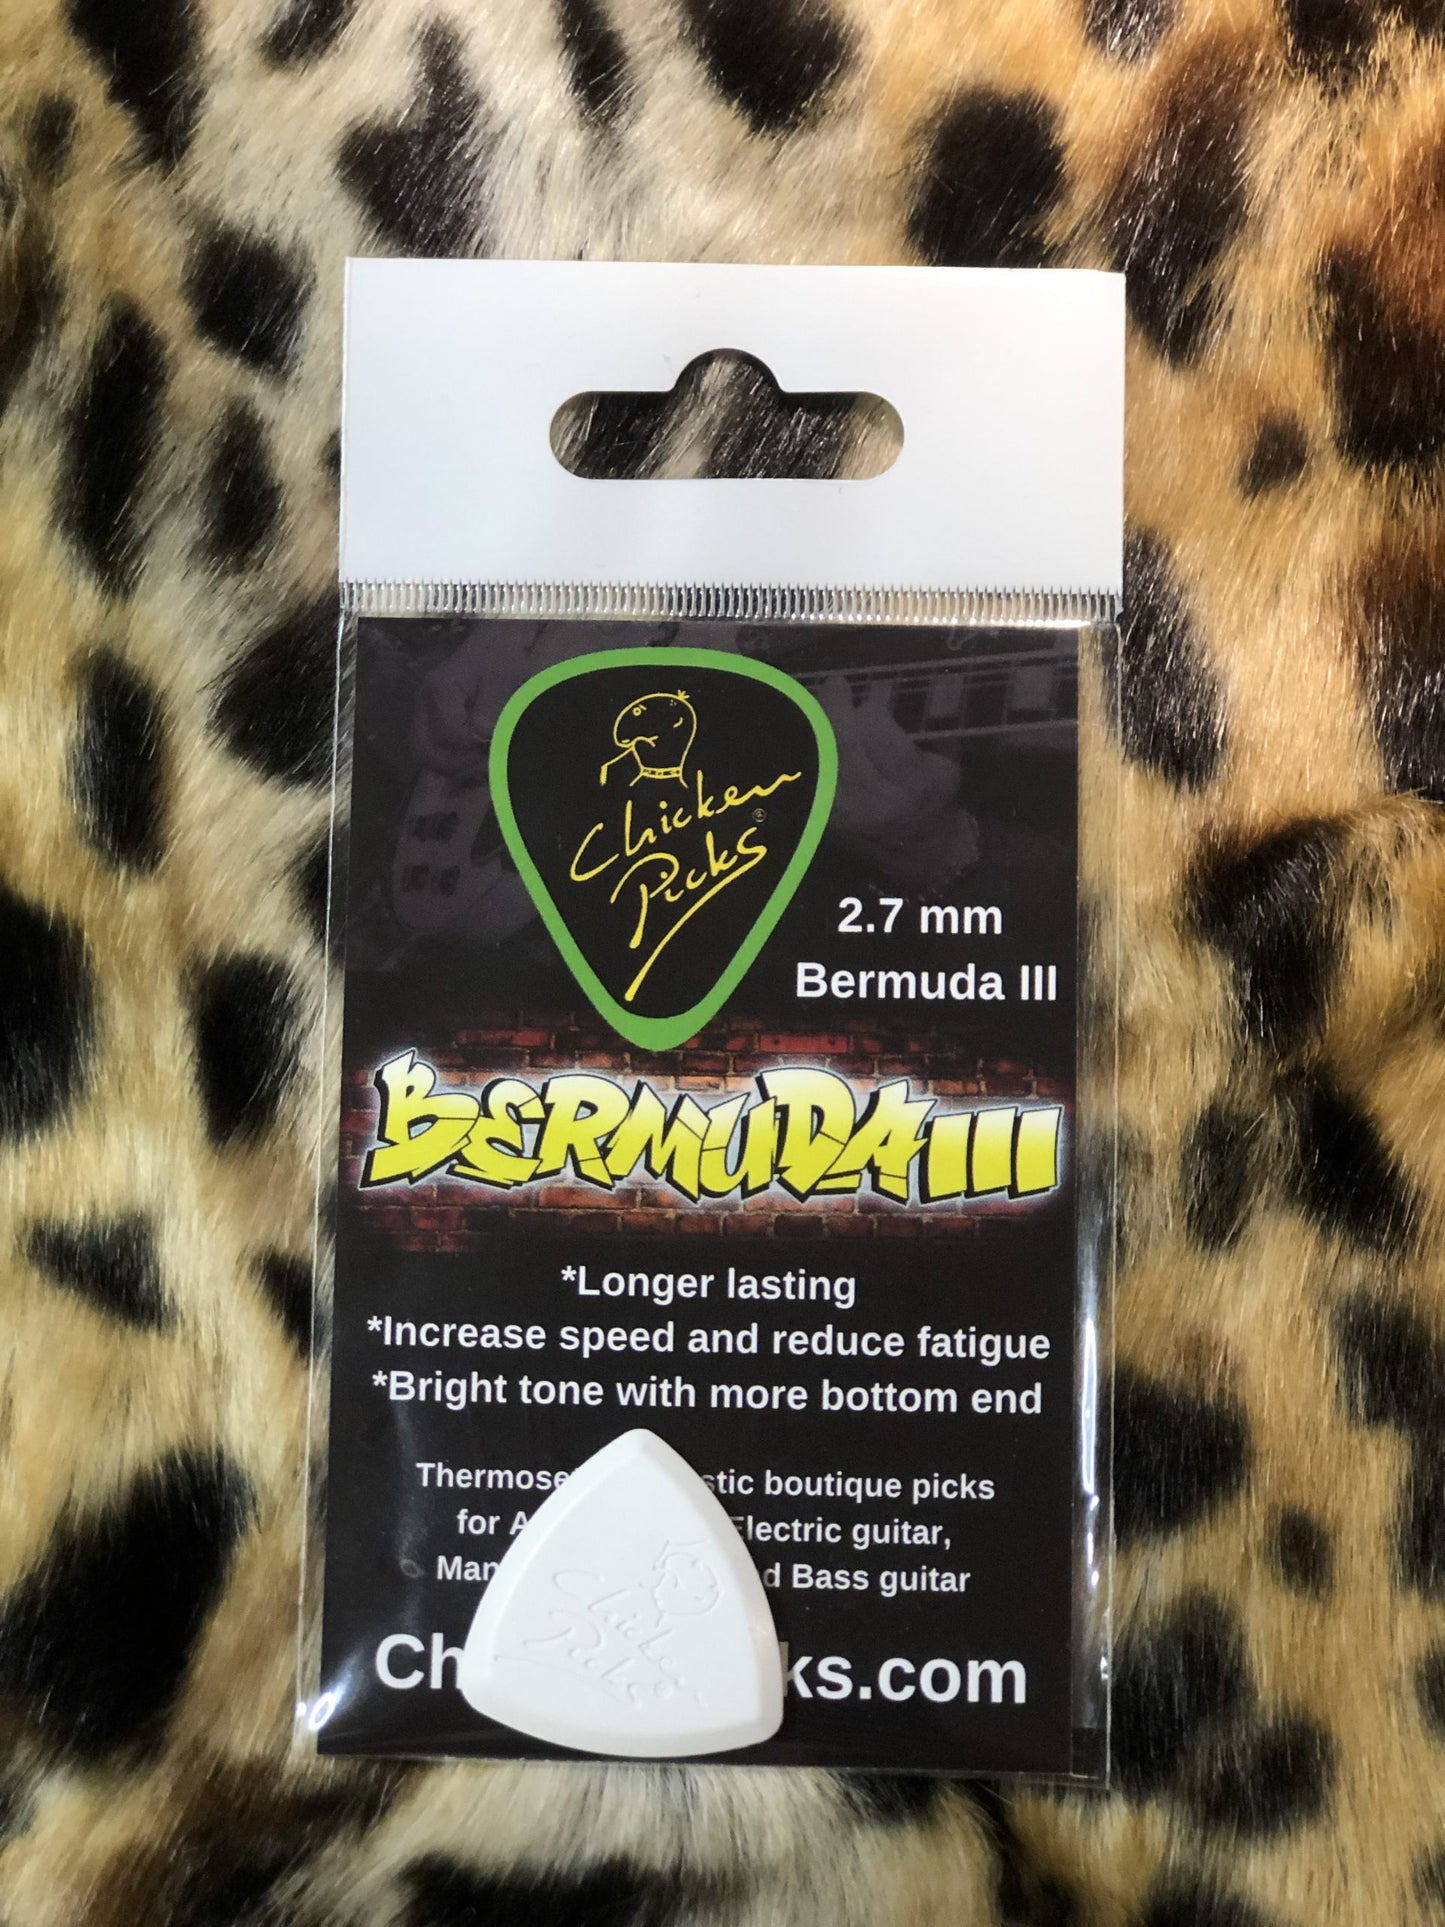 Chicken
Picks®
2.7 mm
Bermuda III
BERMUDA III
*Longer lasting
*Increase speed and reduce fatigue
*Bright tone with more bottom end
boutique picks
for Electric guitar,
Bass guitar
.com
Chicken
Picks